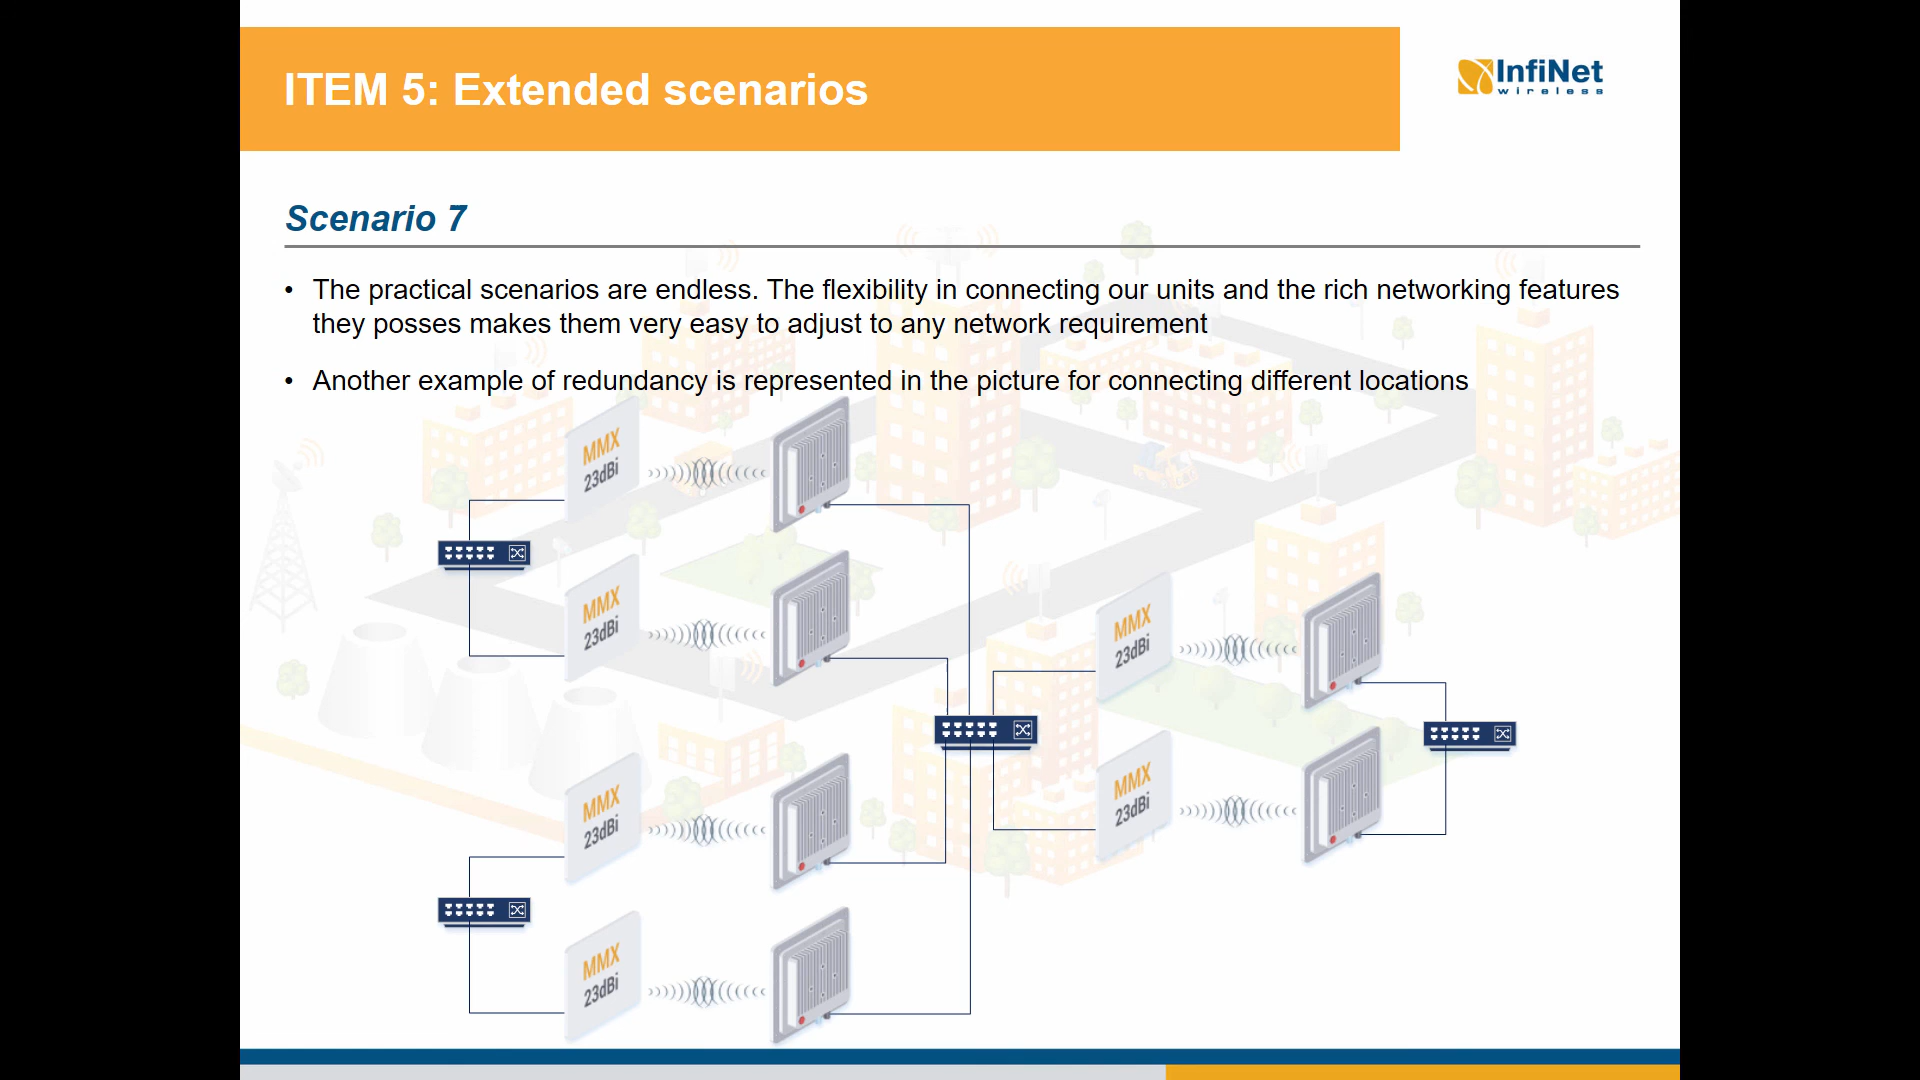 ITEM 5: Extended scenarios
InfiNet
wireless
Scenario 7
• The practical scenarios are endless. The flexibility in connecting our units and the rich networking features
they posses makes them very easy to adjust to any network requirement
• Another example of redundancy is represented in the picture for connecting different locations
MMX
23dBi
MMX
23dBi
MMX
23dBi
MMX
23dBi
MMX
23dBi
MMX
23dBi